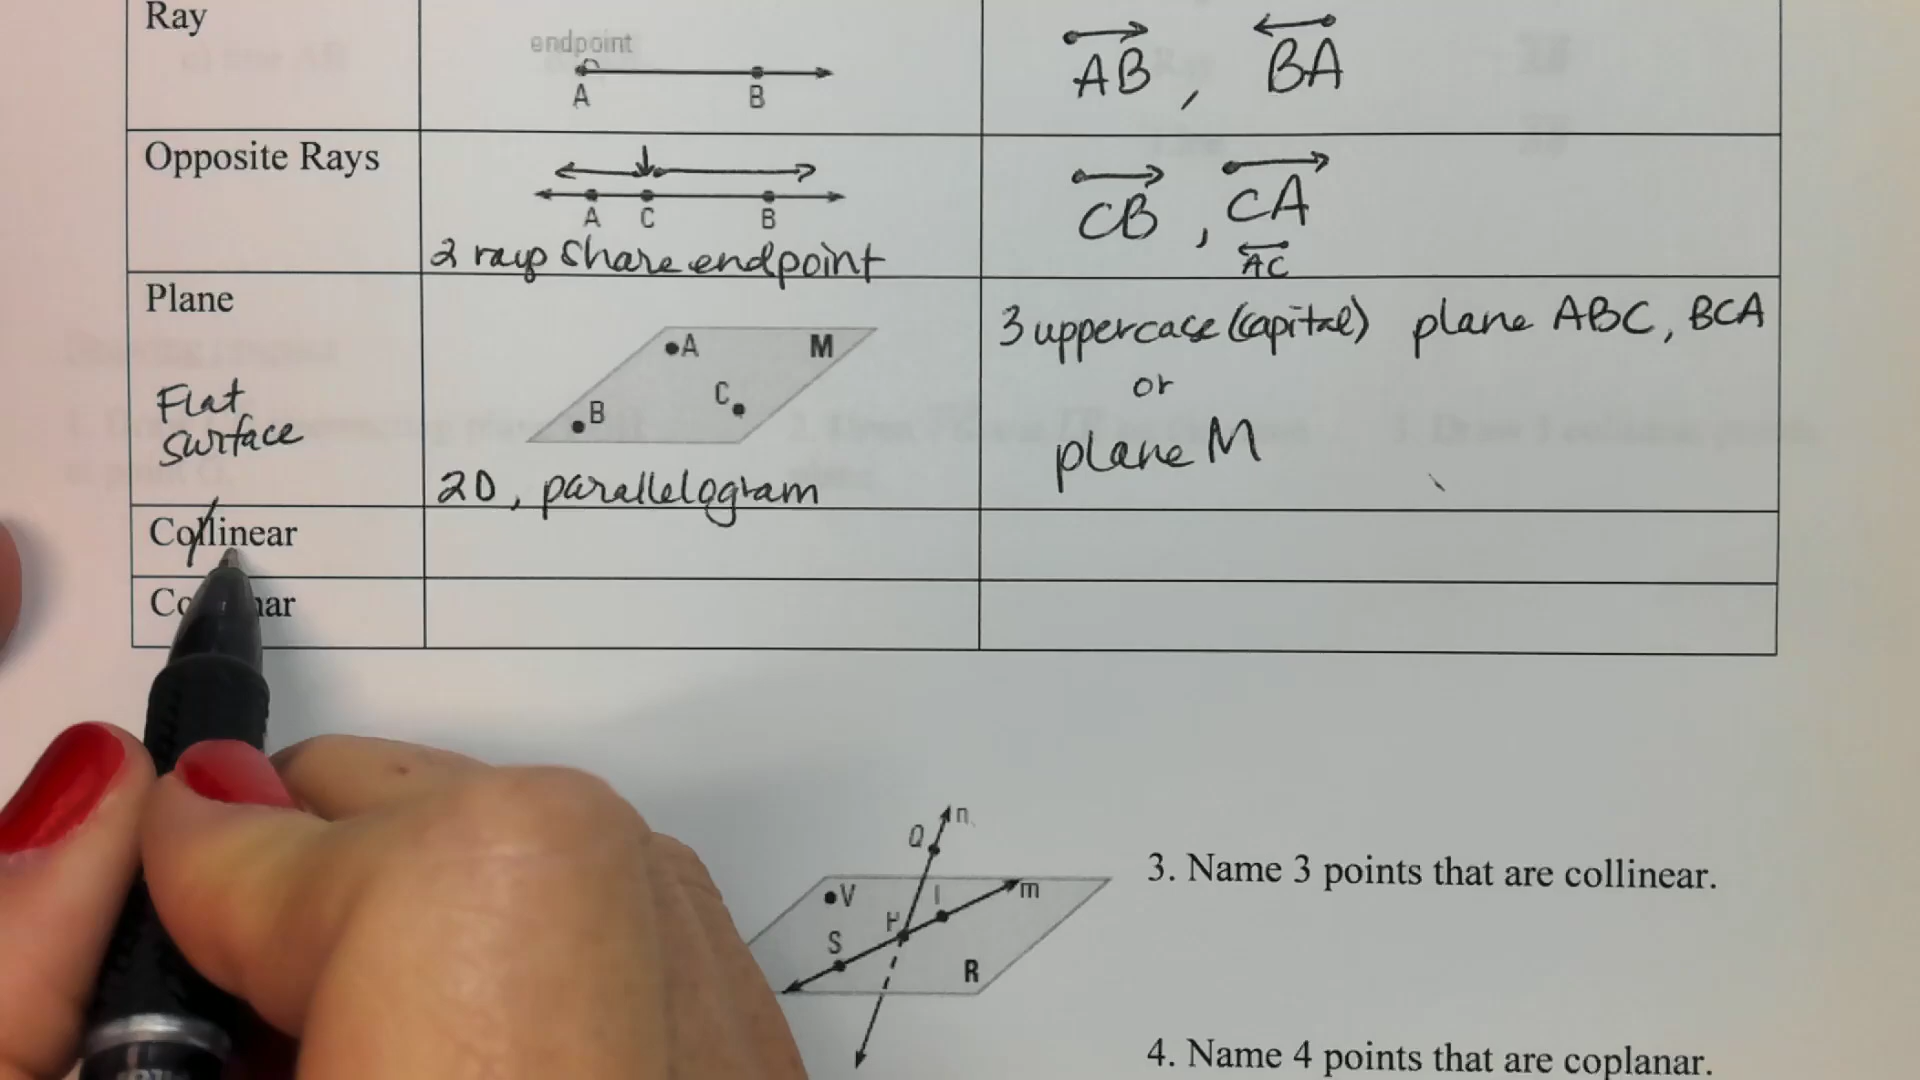 Ray
endpoint
A B
AB, BA
Opposite Rays
A C B
2 rays share endpoint
CB, CA
AC
Plane
Flat
surface
A M
B C
2D, parallelogram
3 uppercase (capital) plane ABC, BCA
or
plane M
Collinear
Q n
V I m
S R
3. Name 3 points that are collinear.
4. Name 4 points that are coplanar.